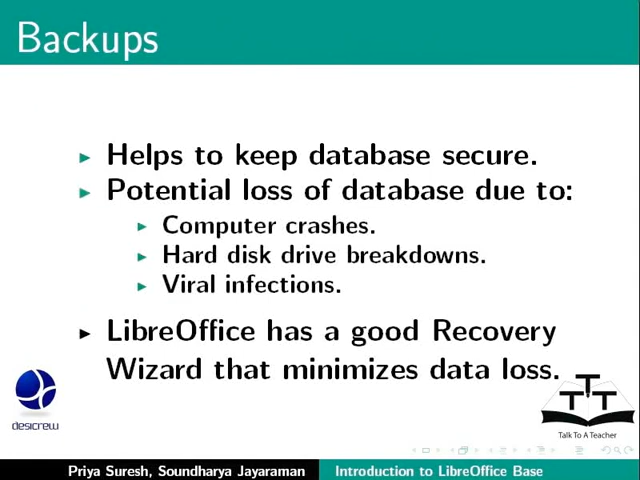 Backups
Helps to keep database secure.
Potential loss of database due to:
Computer crashes.
Hard disk drive breakdowns.
Viral infections.
LibreOffice has a good Recovery
Wizard that minimizes data loss.
desicrew
TTT
Talk To A Teacher
Priya Suresh, Soundharya Jayaraman
Introduction to LibreOffice Base